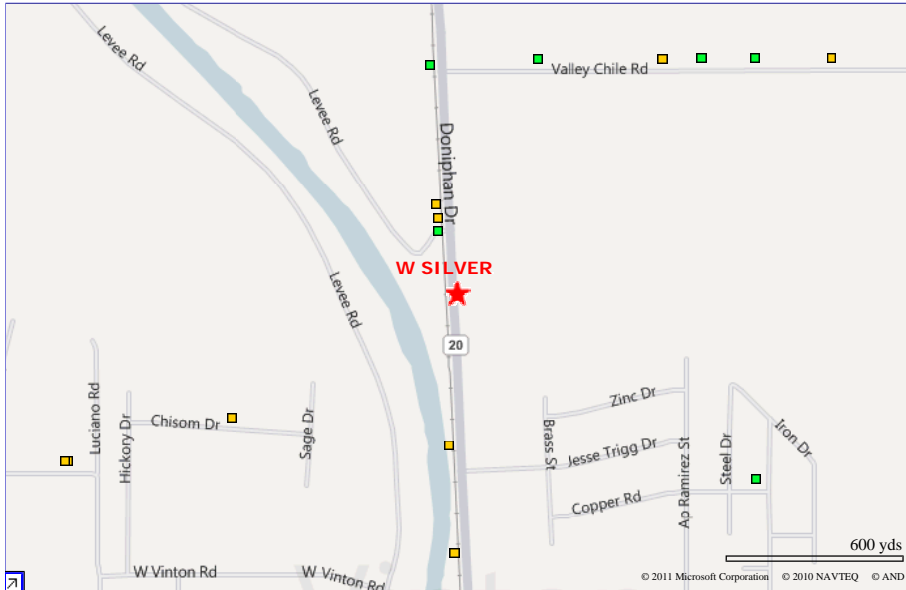 Levee Rd
Valley Chile Rd
Levee Rd
Doniphan Dr
W SILVER
Levee Rd
20
Zinc Dr
Luciano Rd
Hickory Dr
Chisom Dr
Sage Dr
Brass St
Jesse Trigg Dr
Ap Ramirez St
Steel Dr
Iron Dr
Copper Rd
600 yds
W Vinton Rd
W Vinton Rd
© 2011 Microsoft Corporation © 2010 NAVTEQ © AND